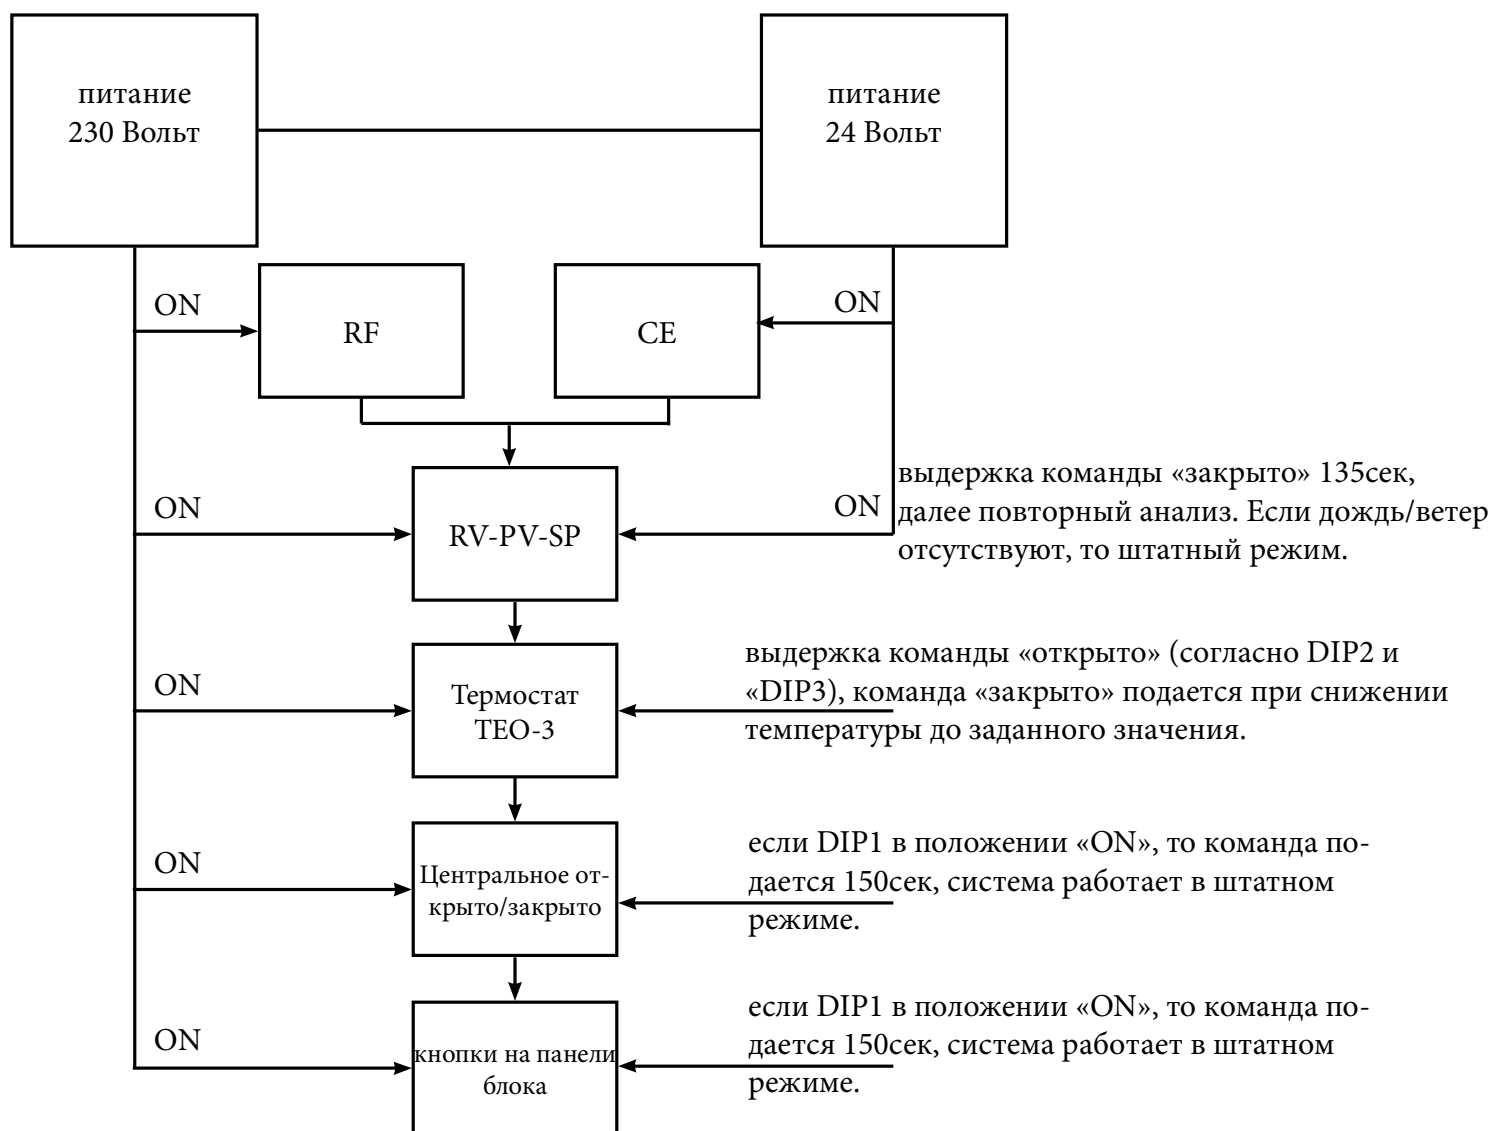 питание
230 Вольт
питание
24 Вольт
ON
RF
CE
ON
ON
RV-PV-SP
ON
выдержка команды «закрыто» 135сек,
далее повторный анализ. Если дождь/ветер
отсутствуют, то штатный режим.
ON
Термостат
TEO-3
выдержка команды «открыто» (согласно DIP2 и
«DIP3), команда «закрыто» подается при снижении
температуры до заданного значения.
ON
Центральное от-
крыто/закрыто
если DIP1 в положении «ON», то команда по-
дается 150сек, система работает в штатном
режиме.
ON
кнопки на панели
блока
если DIP1 в положении «ON», то команда по-
дается 150сек, система работает в штатном
режиме.